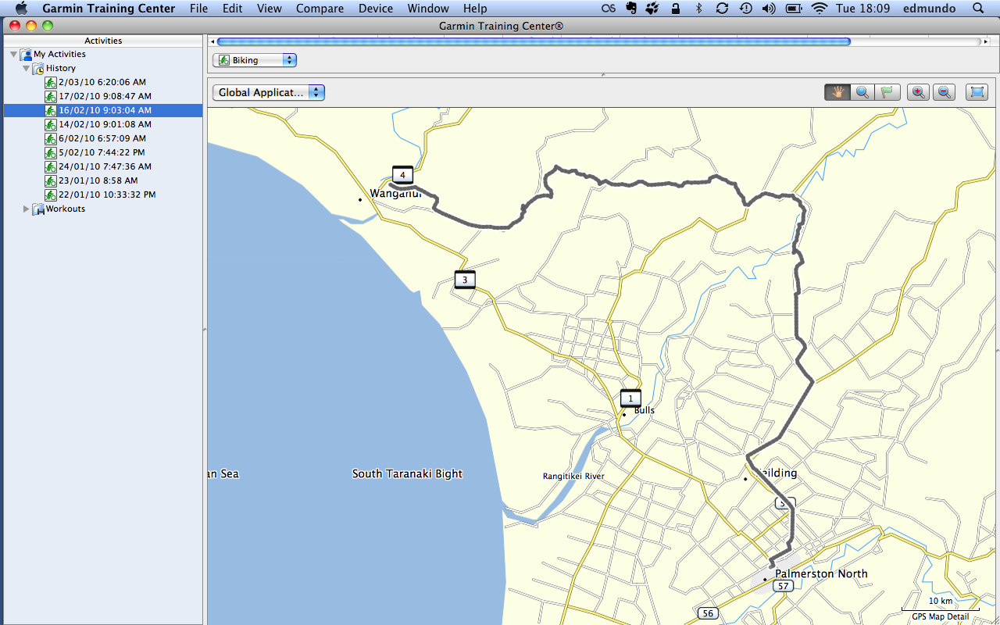 Garmin Training Center File Edit View Compare Device Window Help Tue 18:09 edmundo
Garmin Training Center®
Activities
My Activities
History
2/03/10 6:20:06 AM
17/02/10 9:08:47 AM
16/02/10 9:03:04 AM
14/02/10 9:01:08 AM
6/02/10 6:57:09 AM
5/02/10 7:44:22 PM
24/01/10 7:47:36 AM
23/01/10 8:58 AM
22/01/10 10:33:32 PM
Workouts
Biking
Global Applicat...
4
Wanganui
3
1
Bulls
an Sea
South Taranaki Bight
Rangitikei River
eilding
5
Palmerston North
57
56
10 km
GPS Map Detail